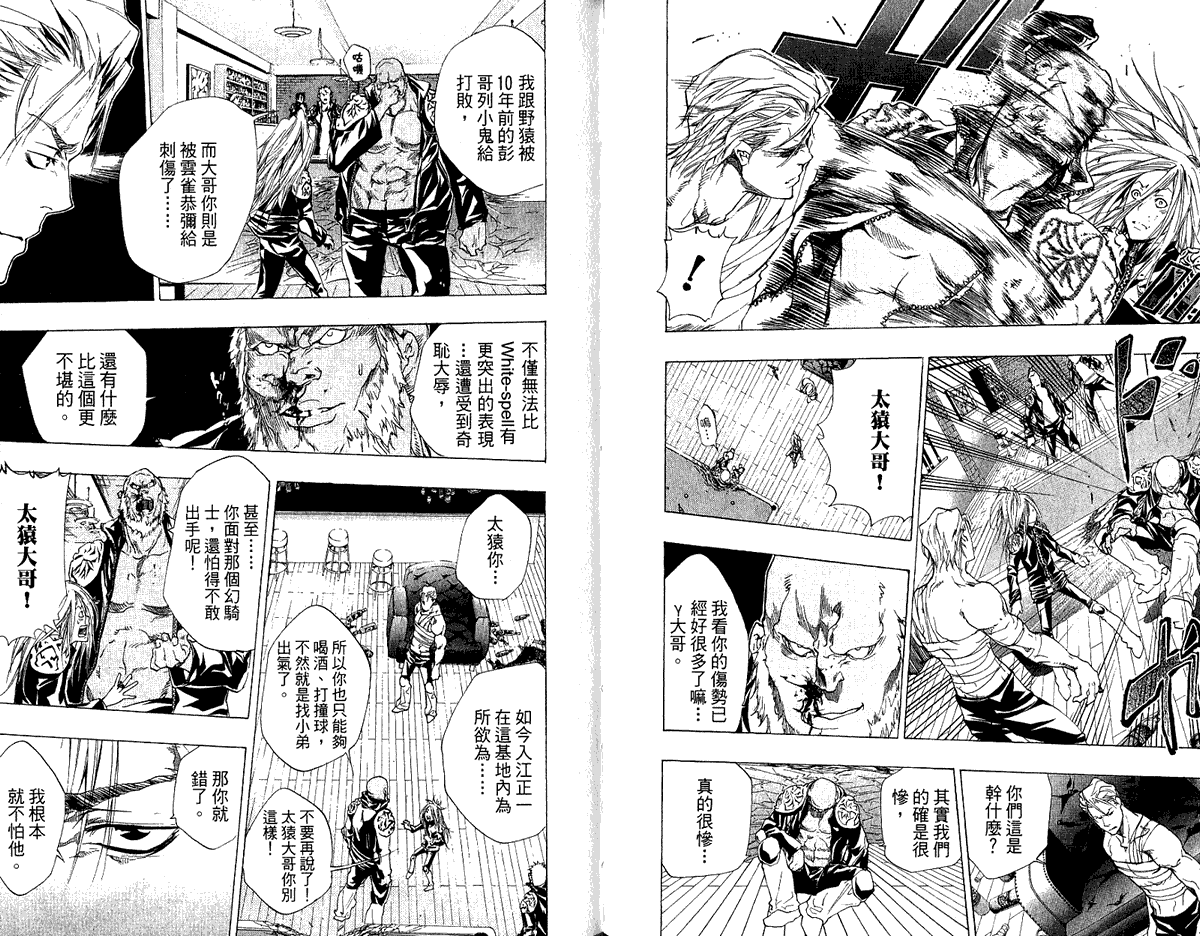 ！
太猿大哥！
嗚…
我看你的傷勢已
經好很多了嘛…
γ大哥。
你們這是
幹什麼？
其實我們
的確是很
慘，
真的很慘…
我跟野猿被
10年前的彭
哥列小鬼給
打敗，
咕嘰
而大哥你則是
被雲雀恭彌給
刺傷了……
不僅無法比
White-spell有
更突出的表現
…還遭受到奇
恥大辱，
還有什麼
比這個更
不堪的。
太猿你…
如今入江正一
在這基地內為
所欲為……
所以你也只能夠
喝酒、打撞球，
不然就是找小弟
出氣了。
不要再說了！
太猿大哥你別
這樣！
甚至……
你面對那個幻騎
士，還怕得不敢
出手呢！
太猿大哥！
那你就
錯了。
我根本
就不怕他。